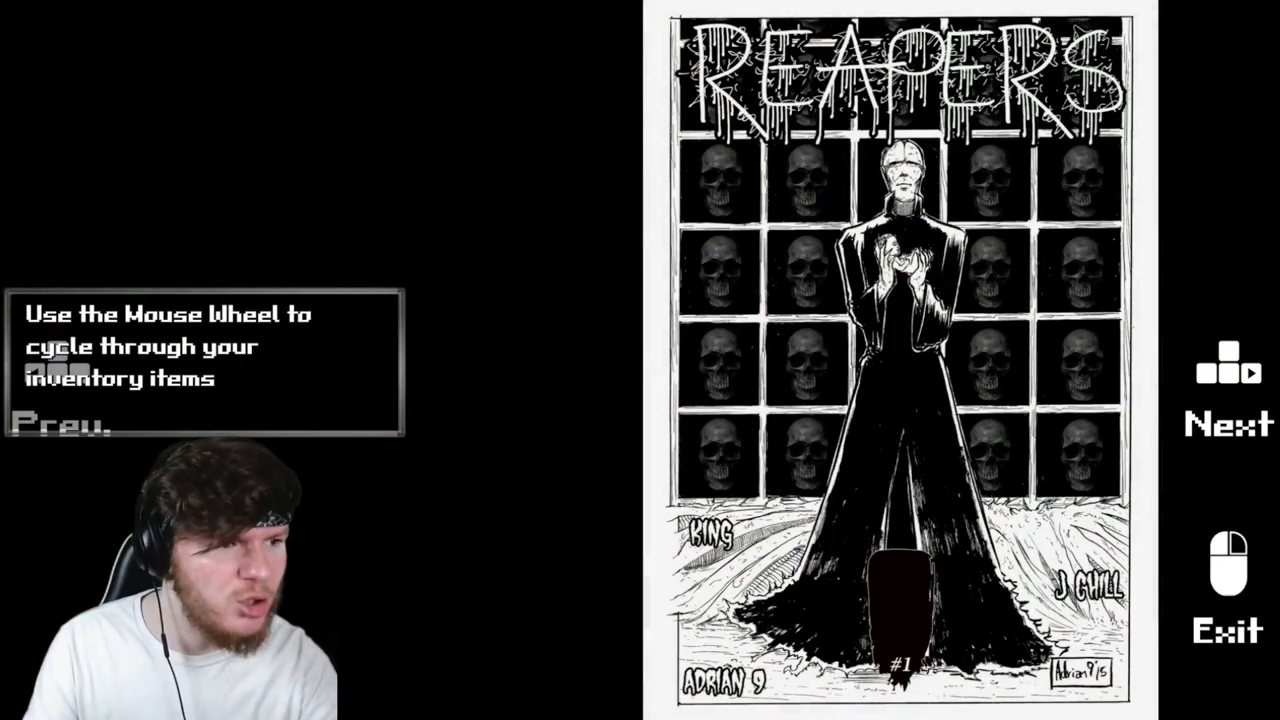 REAPERS
Use the Mouse Wheel to
cycle through your
inventory items
Prev.
Next
KING
J CHILL
Exit
#1
ADRIAN 9
Adrian 9'15